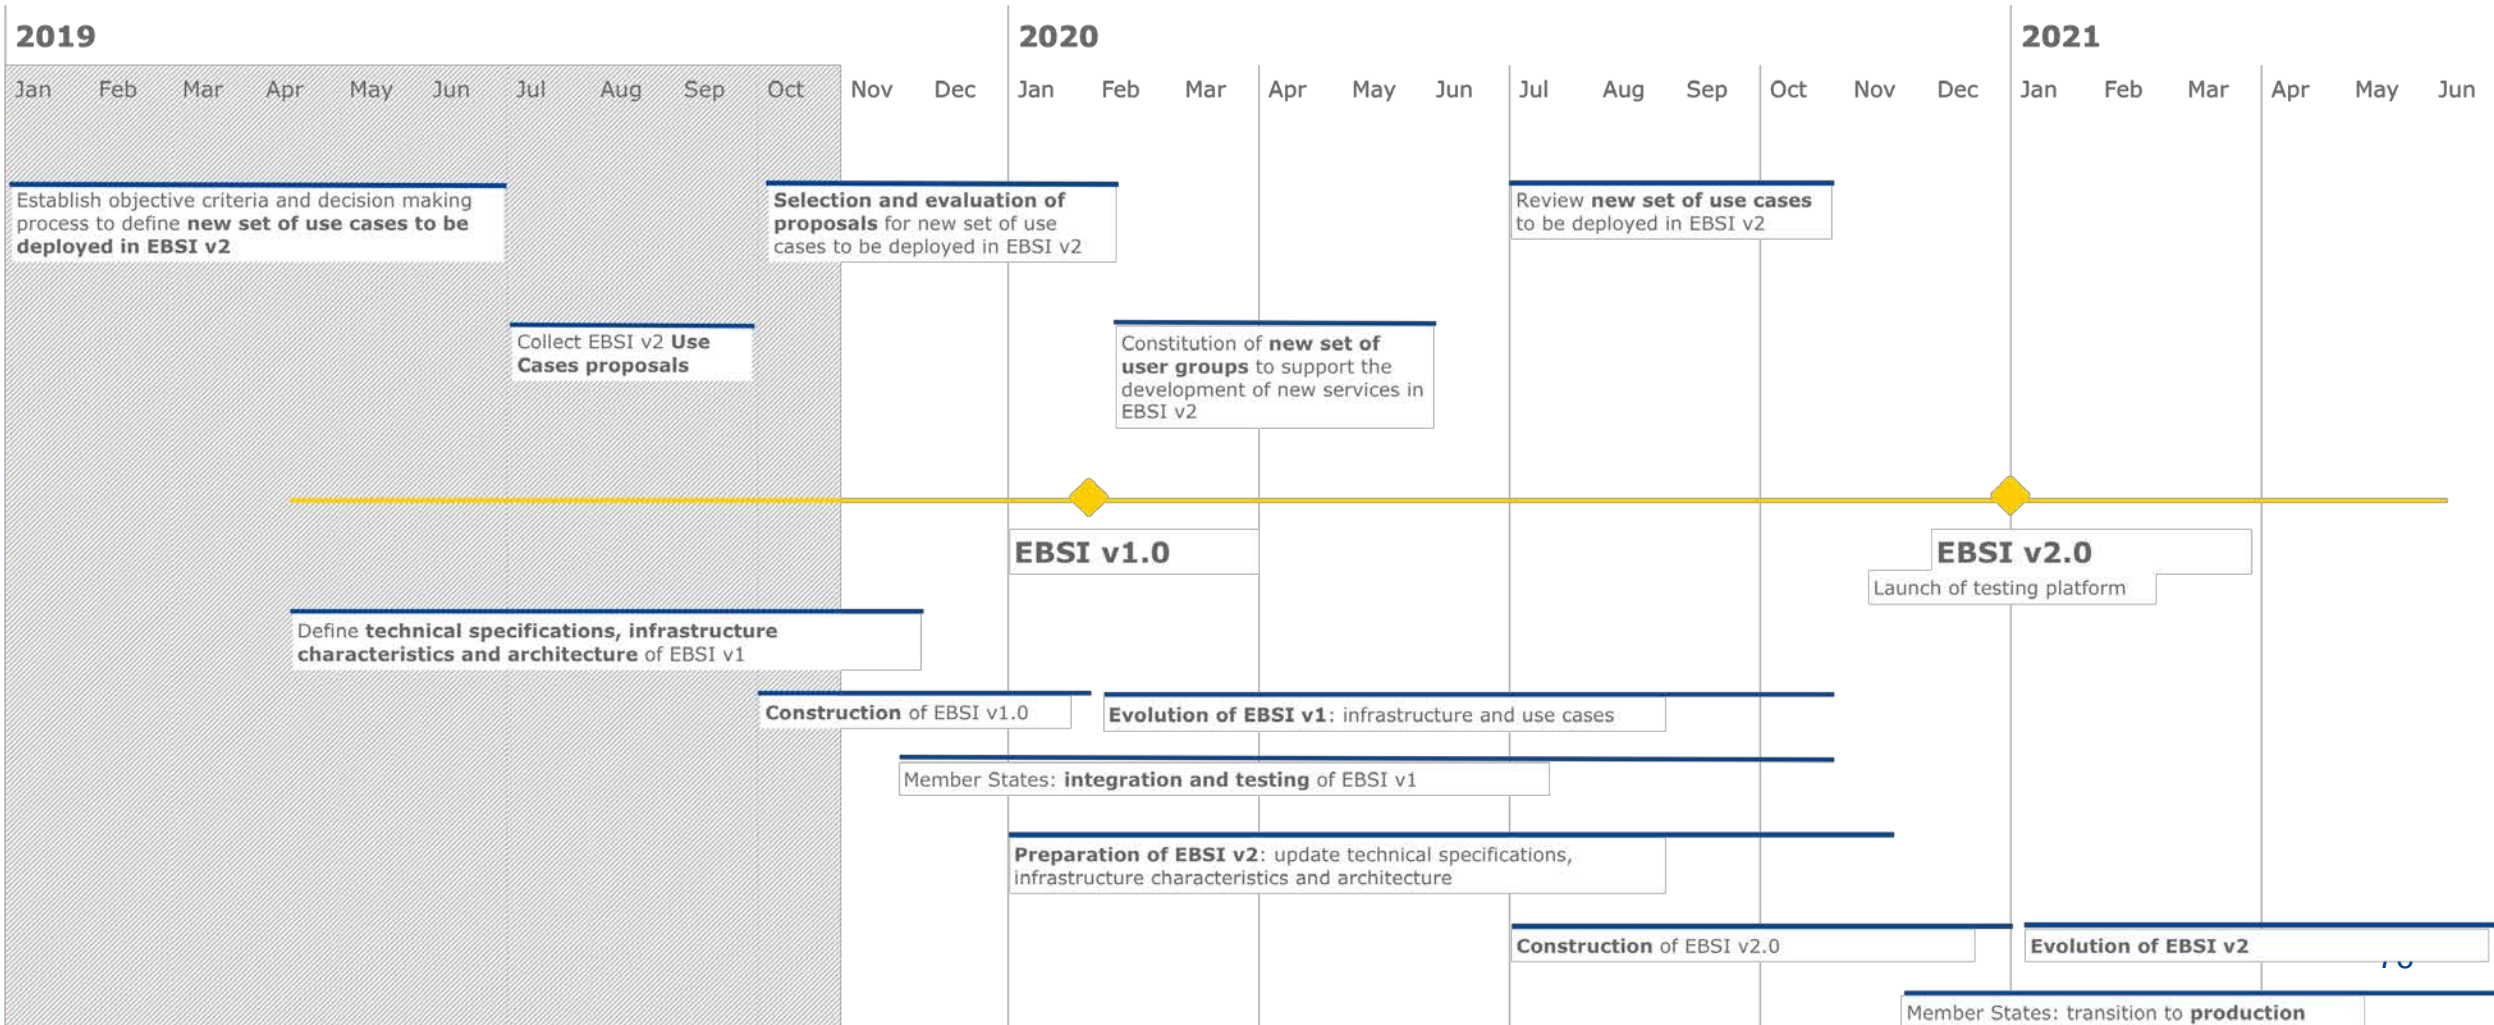 2019
2020
2021
Jan Feb Mar Apr May Jun Jul Aug Sep Oct Nov Dec Jan Feb Mar Apr May Jun Jul Aug Sep Oct Nov Dec Jan Feb Mar Apr May Jun
Establish objective criteria and decision making
process to define new set of use cases to be
deployed in EBSI v2
Selection and evaluation of
proposals for new set of use
cases to be deployed in EBSI v2
Review new set of use cases
to be deployed in EBSI v2
Collect EBSI v2 Use
Cases proposals
Constitution of new set of
user groups to support the
development of new services in
EBSI v2
EBSI v1.0
EBSI v2.0
Launch of testing platform
Define technical specifications, infrastructure
characteristics and architecture of EBSI v1
Construction of EBSI v1.0
Evolution of EBSI v1: infrastructure and use cases
Member States: integration and testing of EBSI v1
Preparation of EBSI v2: update technical specifications,
infrastructure characteristics and architecture
Construction of EBSI v2.0
Evolution of EBSI v2
Member States: transition to production